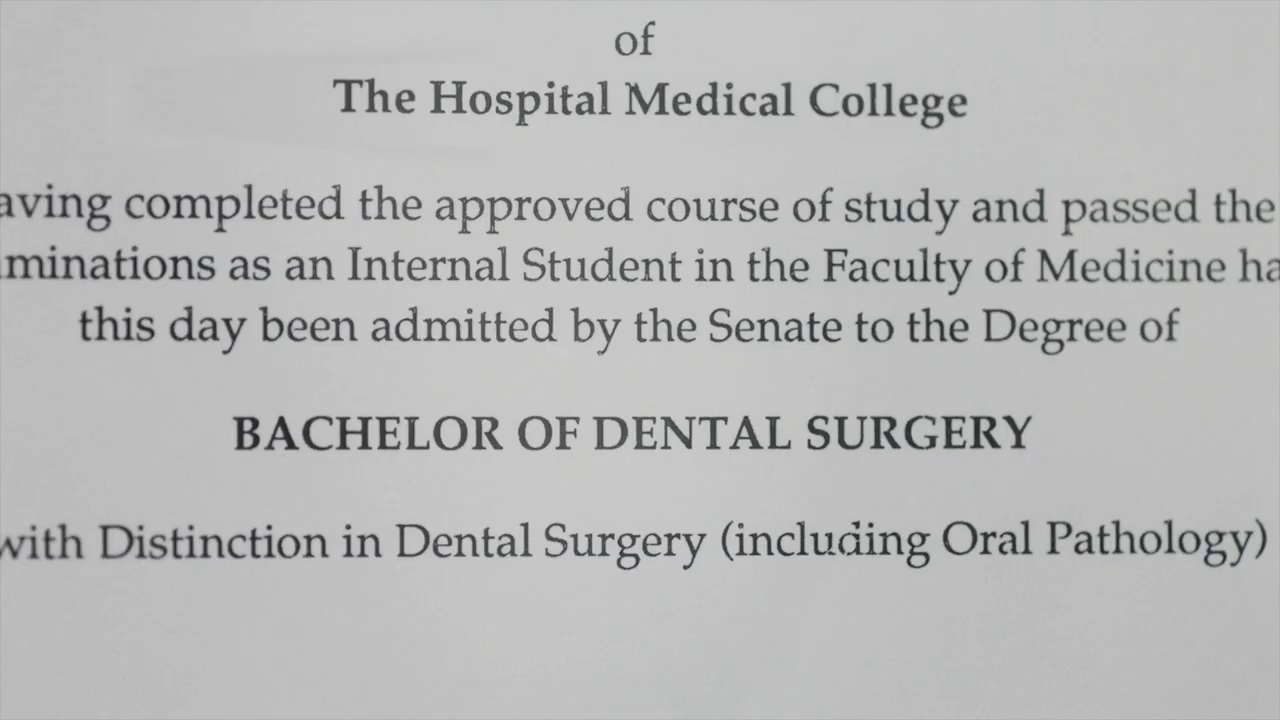 of
The Hospital Medical College
aving completed the approved course of study and passed the
minations as an Internal Student in the Faculty of Medicine ha
this day been admitted by the Senate to the Degree of
BACHELOR OF DENTAL SURGERY
with Distinction in Dental Surgery (including Oral Pathology)